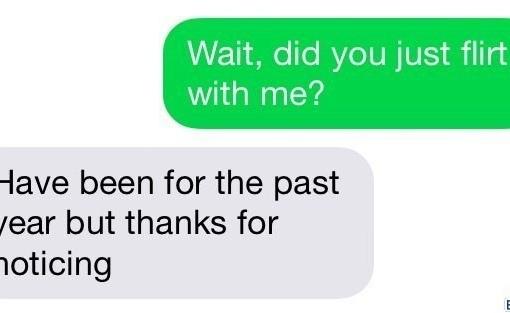 Wait, did you just flirt
with me?
Have been for the past
year but thanks for
noticing